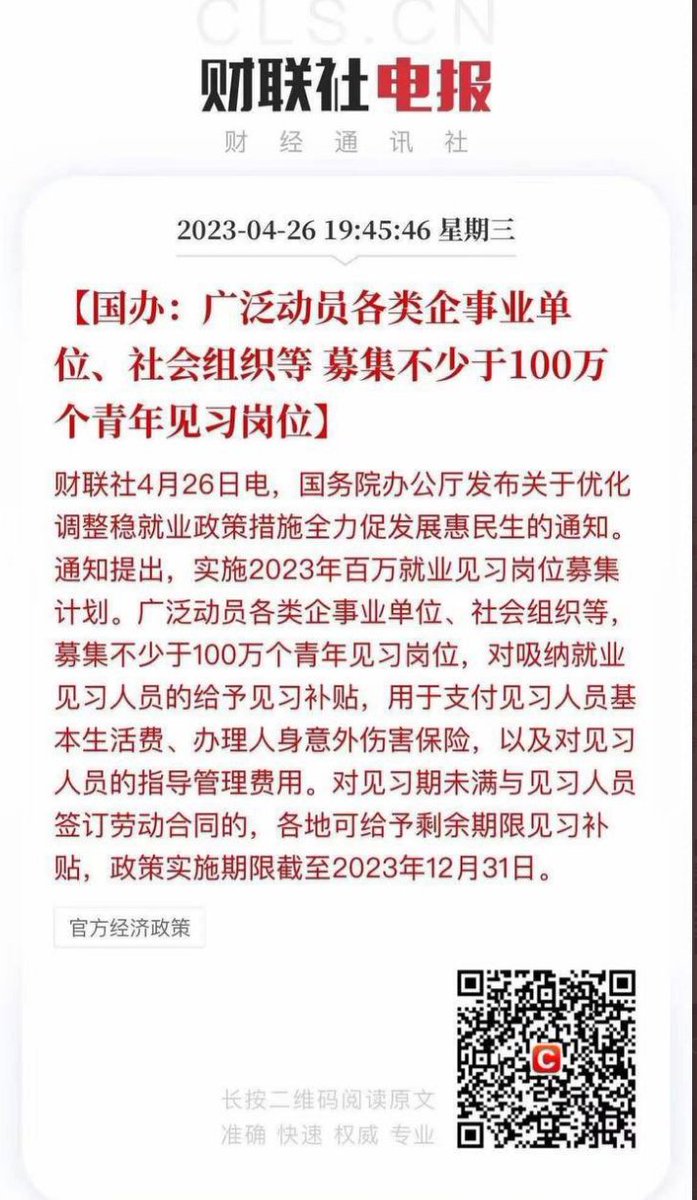 CLS.CN
财联社电报
财经通讯社
2023-04-26 19:45:46 星期三
【国办：广泛动员各类企事业单
位、社会组织等 募集不少于100万
个青年见习岗位】
财联社4月26日电，国务院办公厅发布关于优化
调整稳就业政策措施全力促发展惠民生的通知。
通知提出，实施2023年百万就业见习岗位募集
计划。广泛动员各类企事业单位、社会组织等，
募集不少于100万个青年见习岗位，对吸纳就业
见习人员的给予见习补贴，用于支付见习人员基
本生活费、办理人身意外伤害保险，以及对见习
人员的指导管理费用。对见习期未满与见习人员
签订劳动合同的，各地可给予剩余期限见习补
贴，政策实施期限截至2023年12月31日。
官方经济政策
C
长按二维码阅读原文
准确 快速 权威 专业